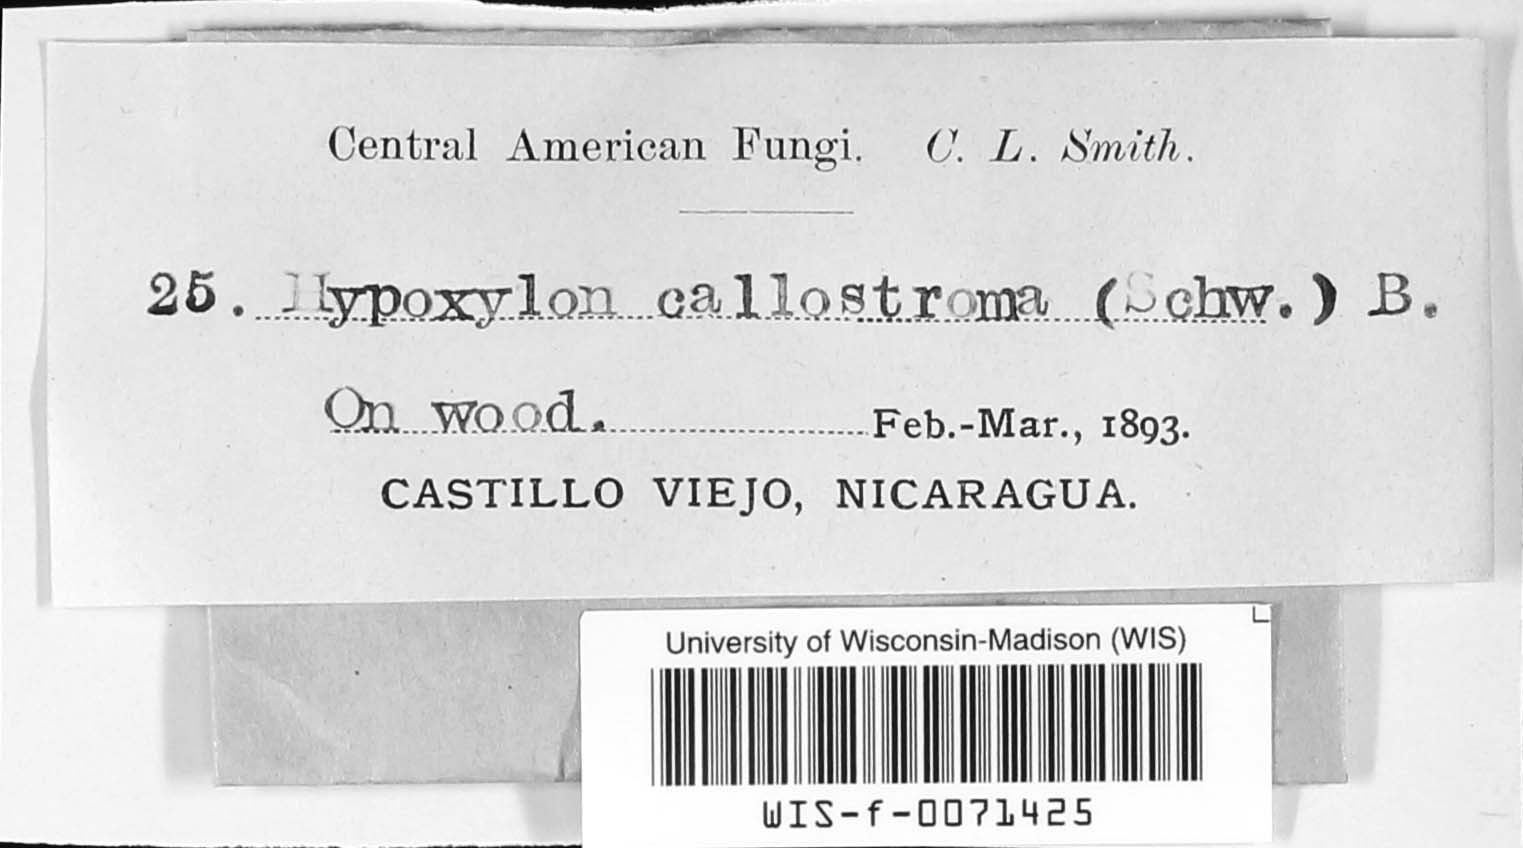 Central American Fungi. C. L. Smith.
25. Hypoxylon callostroma (Schw.) B.
On wood. Feb.-Mar., 1893.
CASTILLO VIEJO, NICARAGUA.
University of Wisconsin-Madison (WIS)
WIS-f-0071425